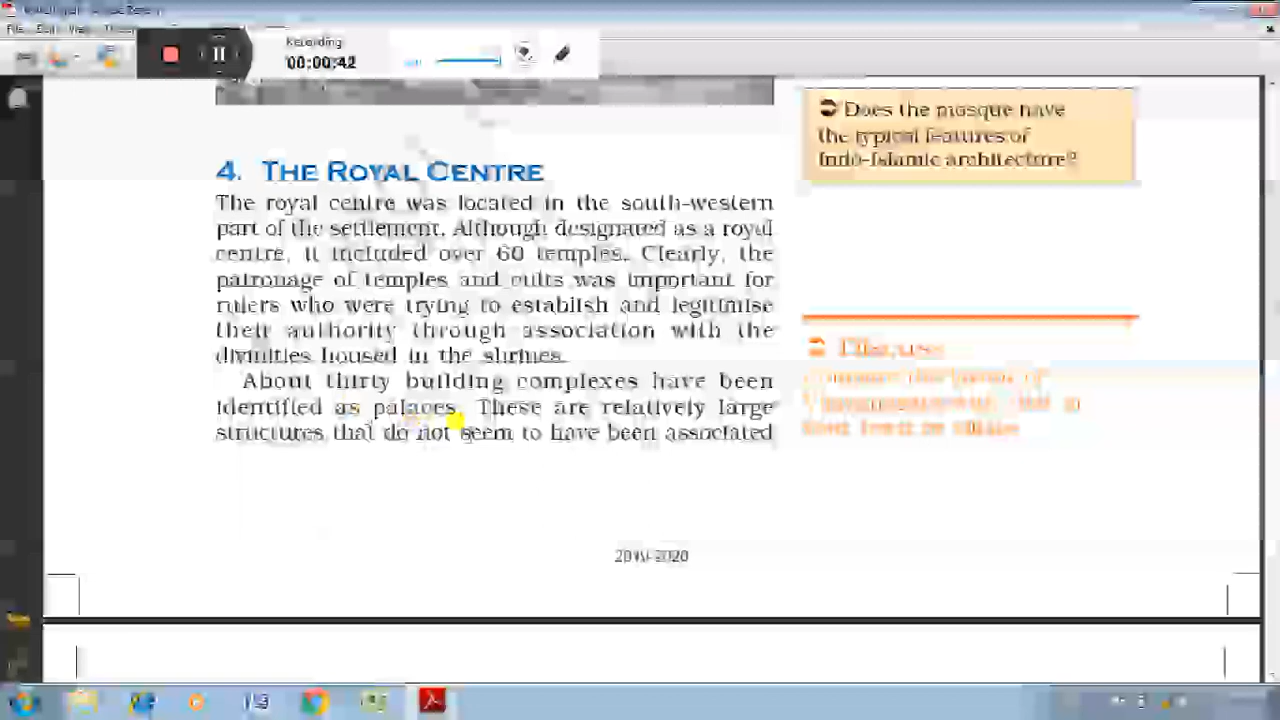 Recording
00:00:42
Does the mosque have
the typical features of
Indo-Islamic architecture?
4. THE ROYAL CENTRE
The royal centre was located in the south-western
part of the settlement. Although designated as a royal
centre, it included over 60 temples. Clearly, the
patronage of temples and cults was important for
rulers who were trying to establish and legitimise
their authority through association with the
divinities housed in the shrines.
About thirty building complexes have been
identified as palaces. These are relatively large
structures that do not seem to have been associated
Discuss
2019-2020